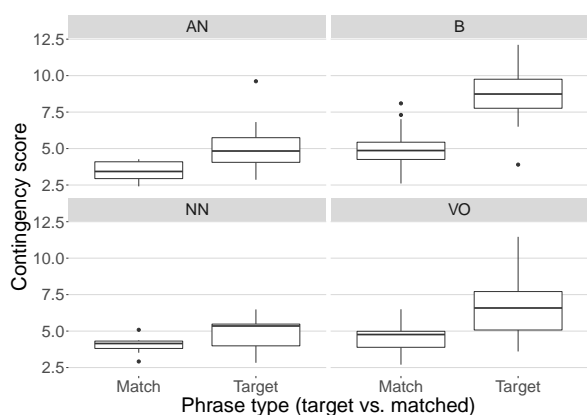 AN B
12.5
10.0
7.5
5.0
2.5
NN VO
12.5
10.0
7.5
5.0
2.5
Contingency score
Match Target Match Target
Phrase type (target vs. matched)